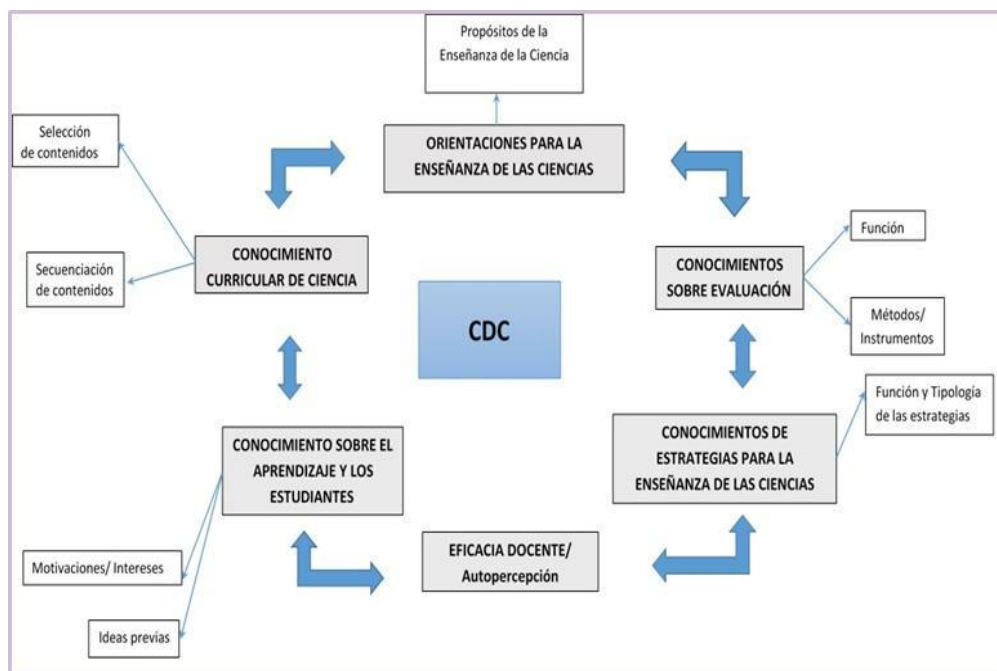 Propósitos de la
Enseñanza de la Ciencia
ORIENTACIONES PARA LA
ENSEÑANZA DE LAS CIENCIAS
Selección
de contenidos
Secuenciación
de contenidos
CONOCIMIENTO
CURRICULAR DE CIENCIA
CDC
CONOCIMIENTOS
SOBRE EVALUACIÓN
Función
Métodos/
Instrumentos
Función y Tipología
de las estrategias
CONOCIMIENTO SOBRE EL
APRENDIZAJE Y LOS
ESTUDIANTES
CONOCIMIENTOS DE
ESTRATEGIAS PARA LA
ENSEÑANZA DE LAS CIENCIAS
Motivaciones/ Intereses
Ideas previas
EFICACIA DOCENTE/
Autopercepción